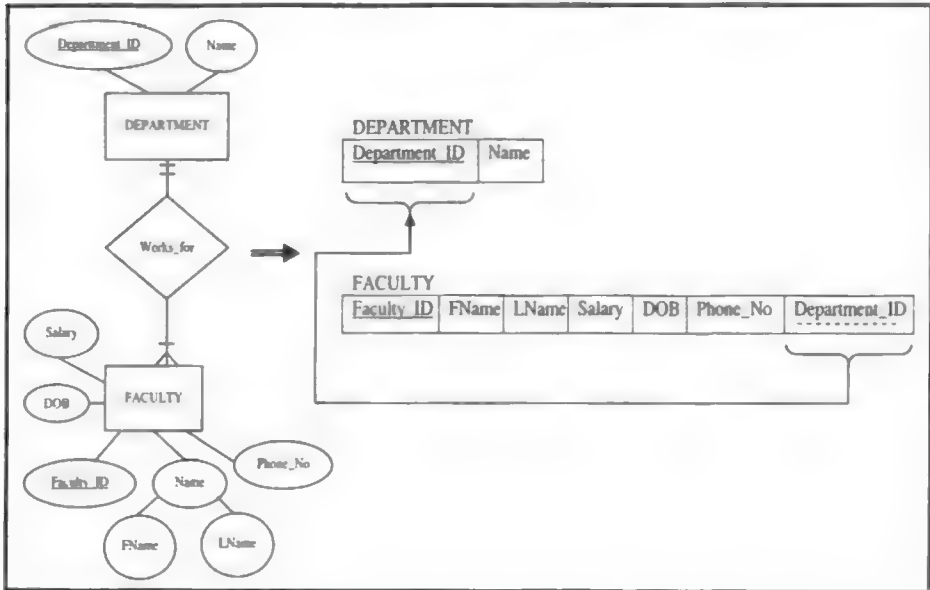 Department_ID
Name
DEPARTMENT
Works_for
Salary
DOB
FACULTY
Faculty_ID
Name
Phone_No
FName
LName
DEPARTMENT
Department_ID Name
FACULTY
Faculty_ID FName LName Salary DOB Phone_No Department_ID